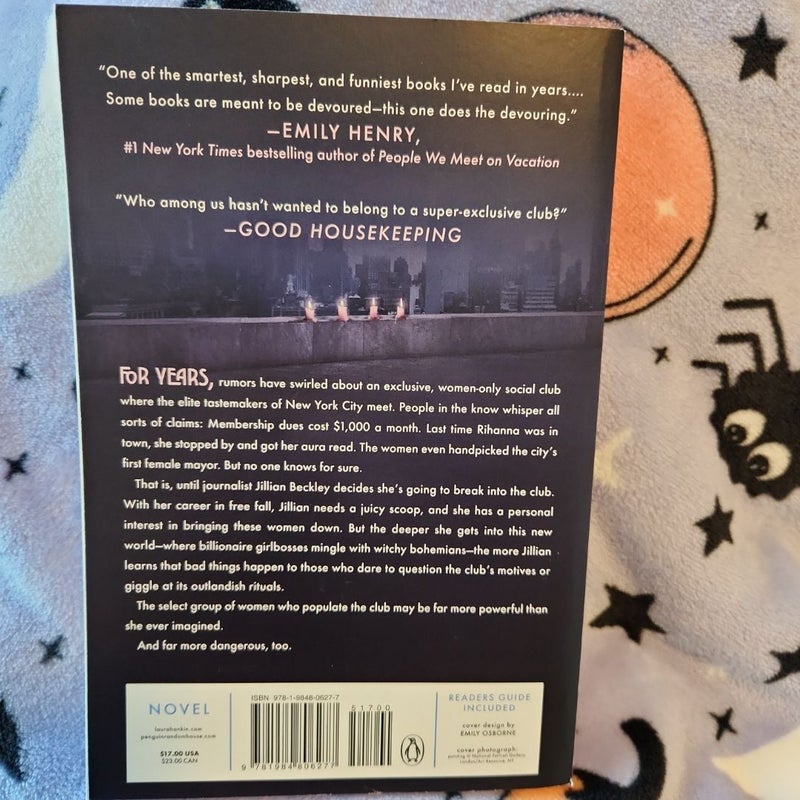 “One of the smartest, sharpest, and funniest books I’ve read in years....
Some books are meant to be devoured—this one does the devouring.”
—EMILY HENRY,
#1 New York Times bestselling author of People We Meet on Vacation
“Who among us hasn’t wanted to belong to a super-exclusive club?”
—GOOD HOUSEKEEPING
FOR YEARS, rumors have swirled about an exclusive, women-only social club
where the elite tastemakers of New York City meet. People in the know whisper all
sorts of claims: Membership dues cost $1,000 a month. Last time Rihanna was in
town, she stopped by and got her aura read. The women even handpicked the city’s
first female mayor. But no one knows for sure.
That is, until journalist Jillian Beckley decides she’s going to break into the club.
With her career in free fall, Jillian needs a juicy scoop, and she has a personal
interest in bringing these women down. But the deeper she gets into this new
world—where billionaire girlbosses mingle with witchy bohemians—the more Jillian
learns that bad things happen to those who dare to question the club’s motives or
giggle at its outlandish rituals.
The select group of women who populate the club may be far more powerful than
she ever imagined.
And far more dangerous, too.
NOVEL
laurahankin.com
penguinrandomhouse.com
$17.00 USA
$23.00 CAN
ISBN 978-1-9848-0627-7
51700
9 781984 806277
READERS GUIDE
INCLUDED
cover design by
EMILY OSBORNE
cover photograph:
painting © National Portrait Gallery,
London/Art Resource, NY